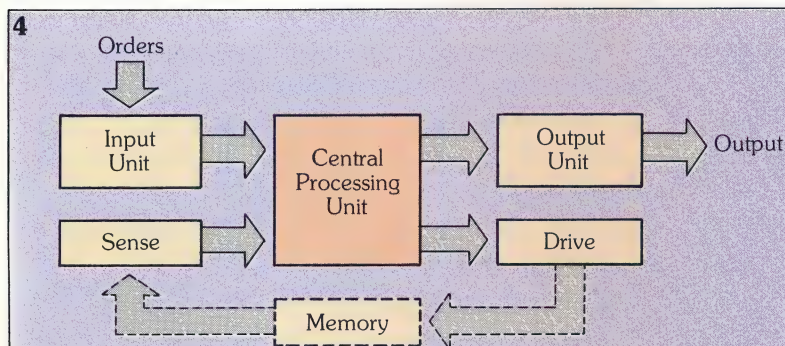 4
Orders
Input
Unit
Central
Processing
Unit
Output
Unit
Output
Sense
Drive
Memory